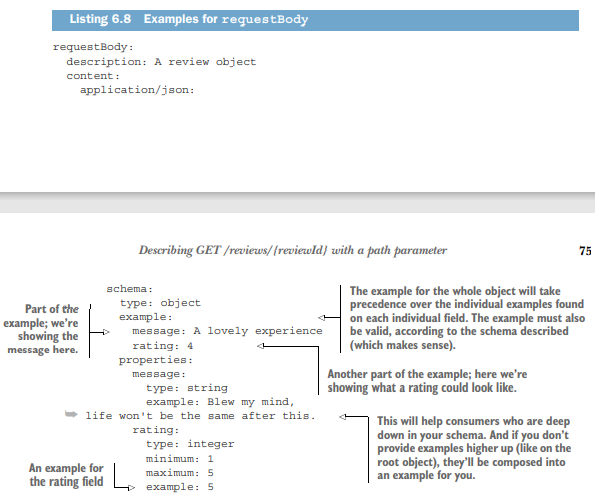 Listing 6.8 Examples for requestBody
requestBody:
description: A review object
content:
application/json:
Describing GET /reviews/{reviewId} with a path parameter
75
schema:
type: object
example:
message: A lovely experience
rating: 4
properties:
message:
type: string
example: Blew my mind,
life won't be the same after this.
rating:
type: integer
minimum: 1
maximum: 5
example: 5
Part of the
example; we're
showing the
message here.
The example for the whole object will take
precedence over the individual examples found
on each individual field. The example must also
be valid, according to the schema described
(which makes sense).
Another part of the example; here we're
showing what a rating could look like.
This will help consumers who are deep
down in your schema. And if you don't
provide examples higher up (like on the
root object), they'll be composed into
an example for you.
An example for
the rating field